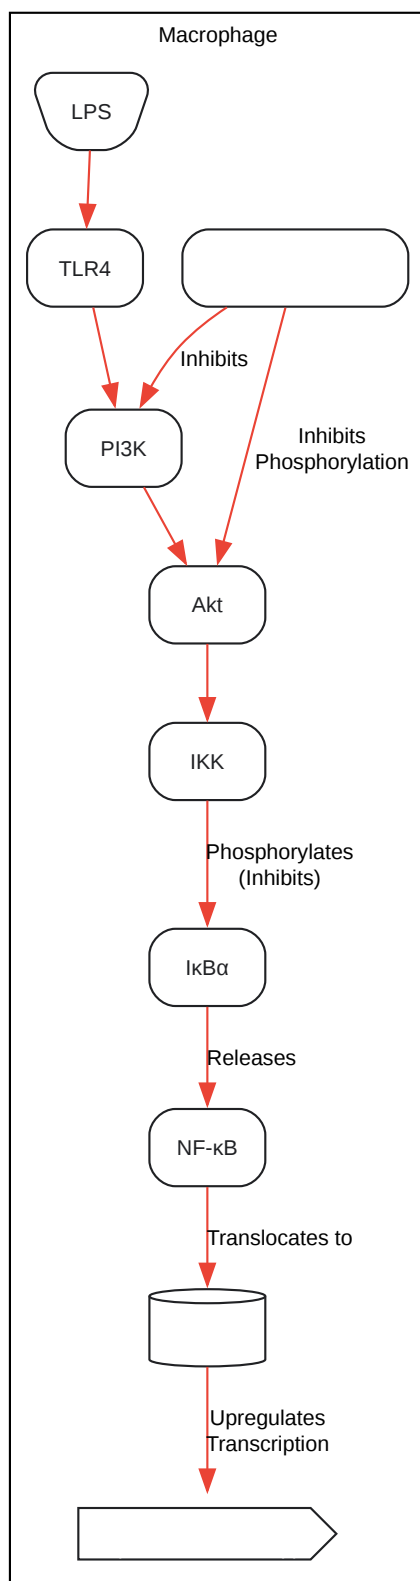 Macrophage
LPS
TLR4
Inhibits
PI3K
Inhibits
Phosphorylation
Akt
IKK
Phosphorylates
(Inhibits)
IκBα
Releases
NF-κB
Translocates to
Upregulates
Transcription